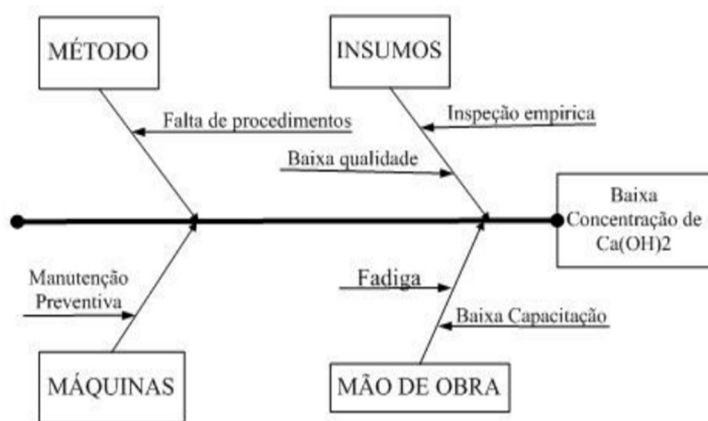 MÉTODO
INSUMOS
Falta de procedimentos
Inspeção empirica
Baixa qualidade
Baixa
Concentração de
Ca(OH)2
Manutenção
Preventiva
Fadiga
Baixa Capacitação
MÁQUINAS
MÃO DE OBRA